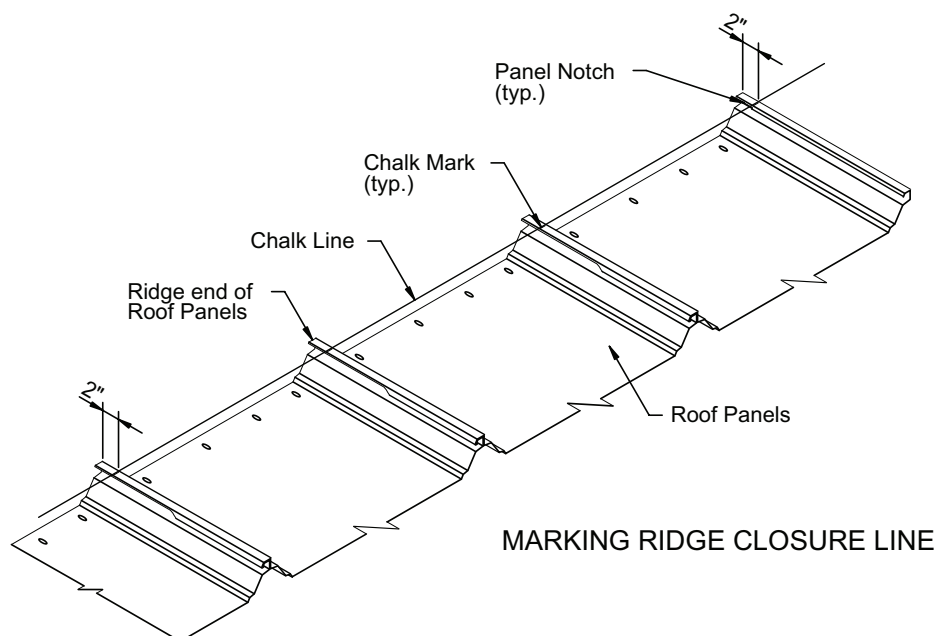 2"
Panel Notch
(typ.)
Chalk Mark
(typ.)
Chalk Line
Ridge end of
Roof Panels
2"
Roof Panels
MARKING RIDGE CLOSURE LINE